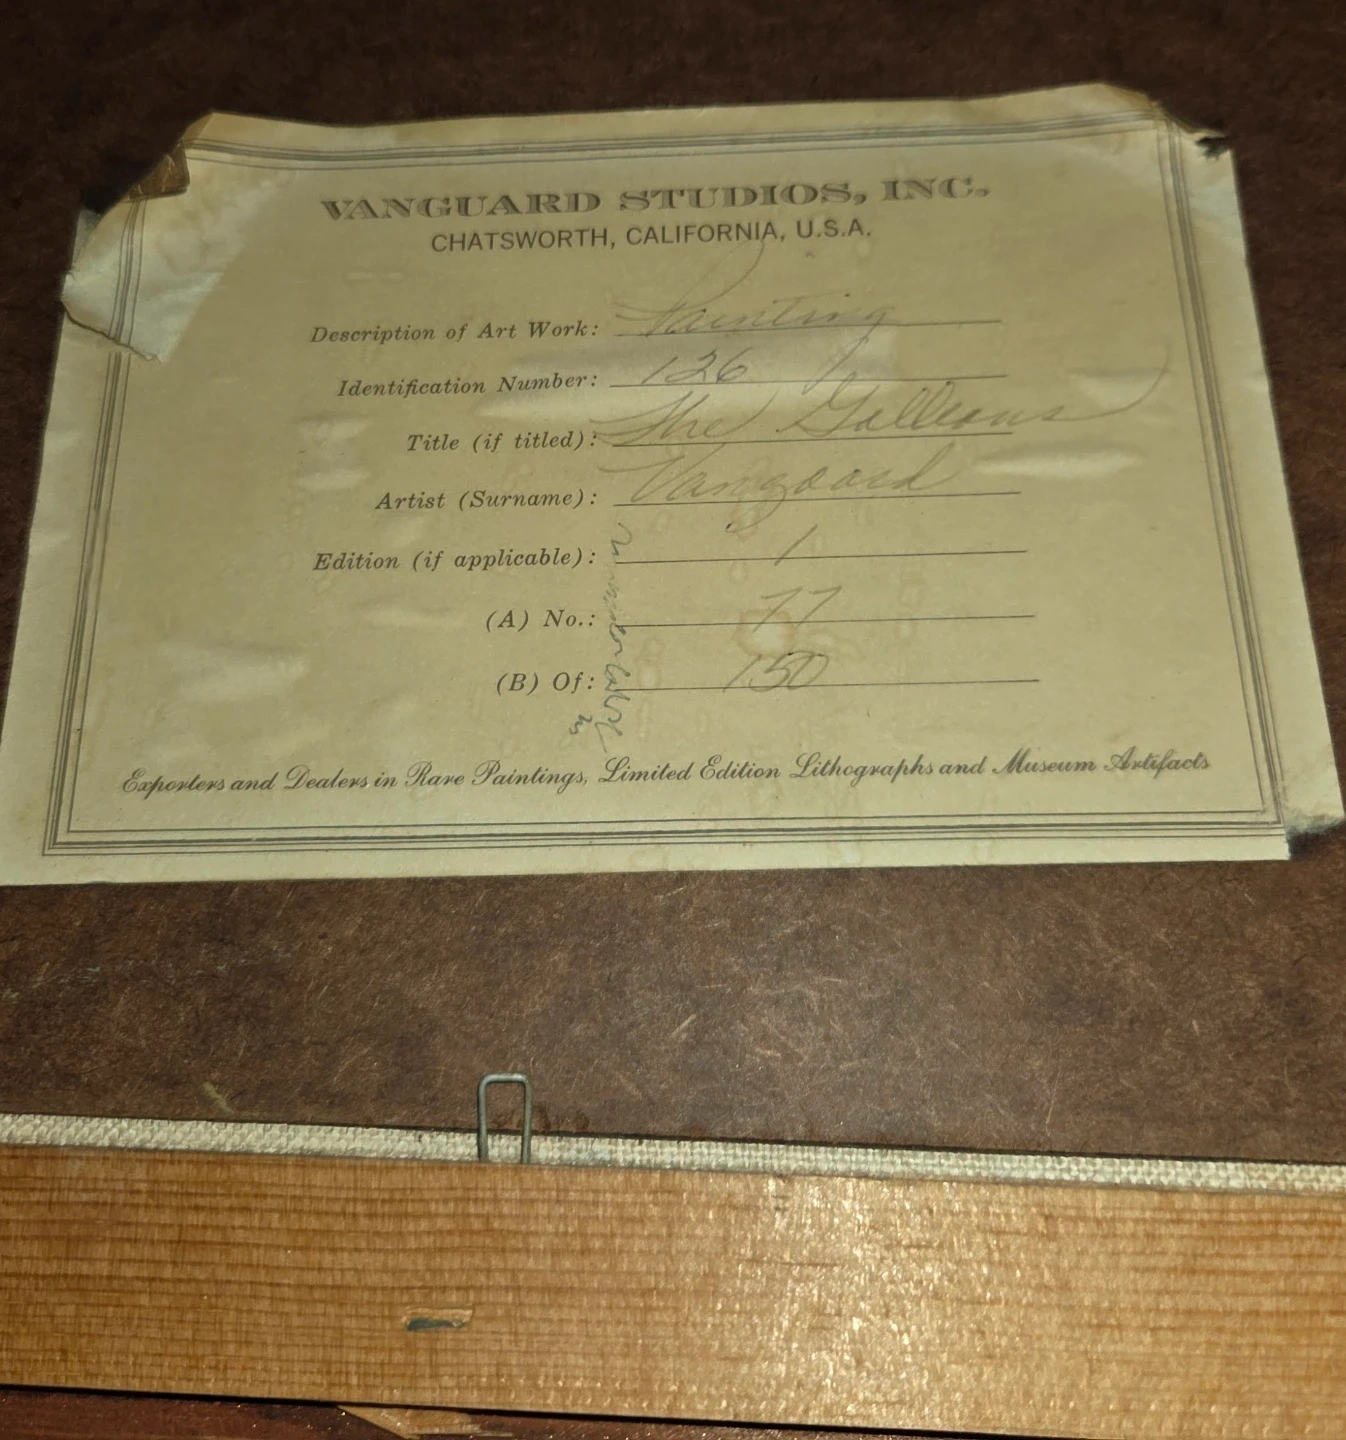 VANGUARD STUDIOS, INC.
CHATSWORTH, CALIFORNIA, U.S.A.
Description of Art Work: Painting
Identification Number: 126
Title (if titled): The Galleons
Artist (Surname):
Edition (if applicable): 1
(A) No.: 77
(B) Of: 150
Exporters and Dealers in Rare Paintings, Limited Edition Lithographs and Museum Artifacts